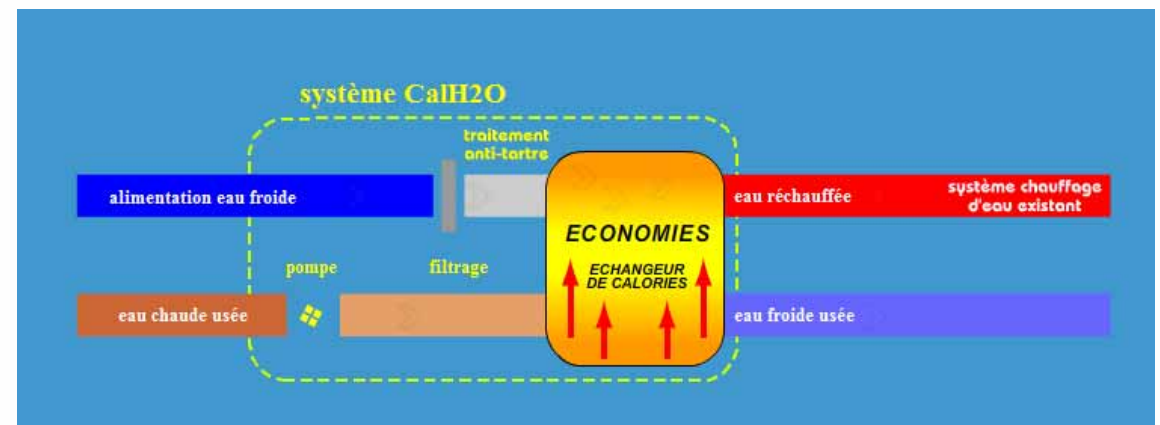 système CalH2O
traitement
anti-tartre
alimentation eau froide
eau réchauffée
système chauffage
d'eau existant
ECONOMIES
pompe
filtrage
ECHANGEUR
DE CALORIES
eau chaude usée
eau froide usée